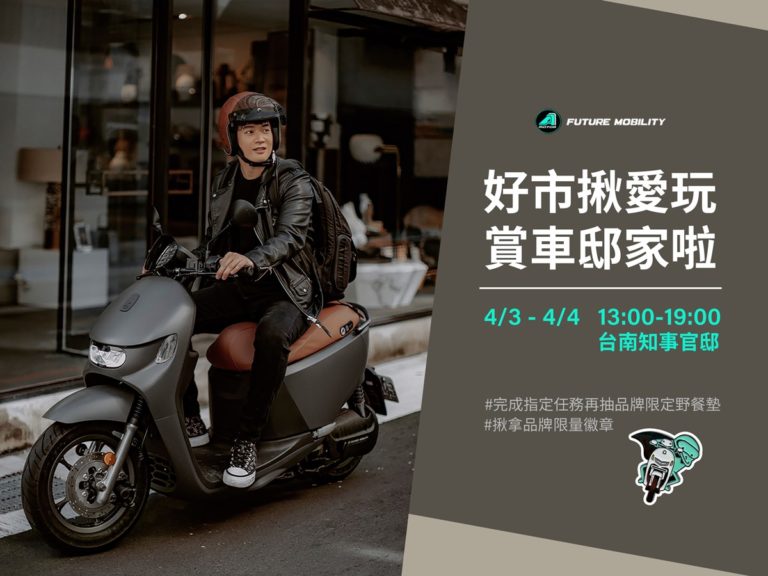 FUTURE MOBILITY
好市揪愛玩
賞車邸家啦
4/3 - 4/4 13:00-19:00
台南知事官邸
#完成指定任務再抽品牌限定野餐墊
#揪拿品牌限量徽章